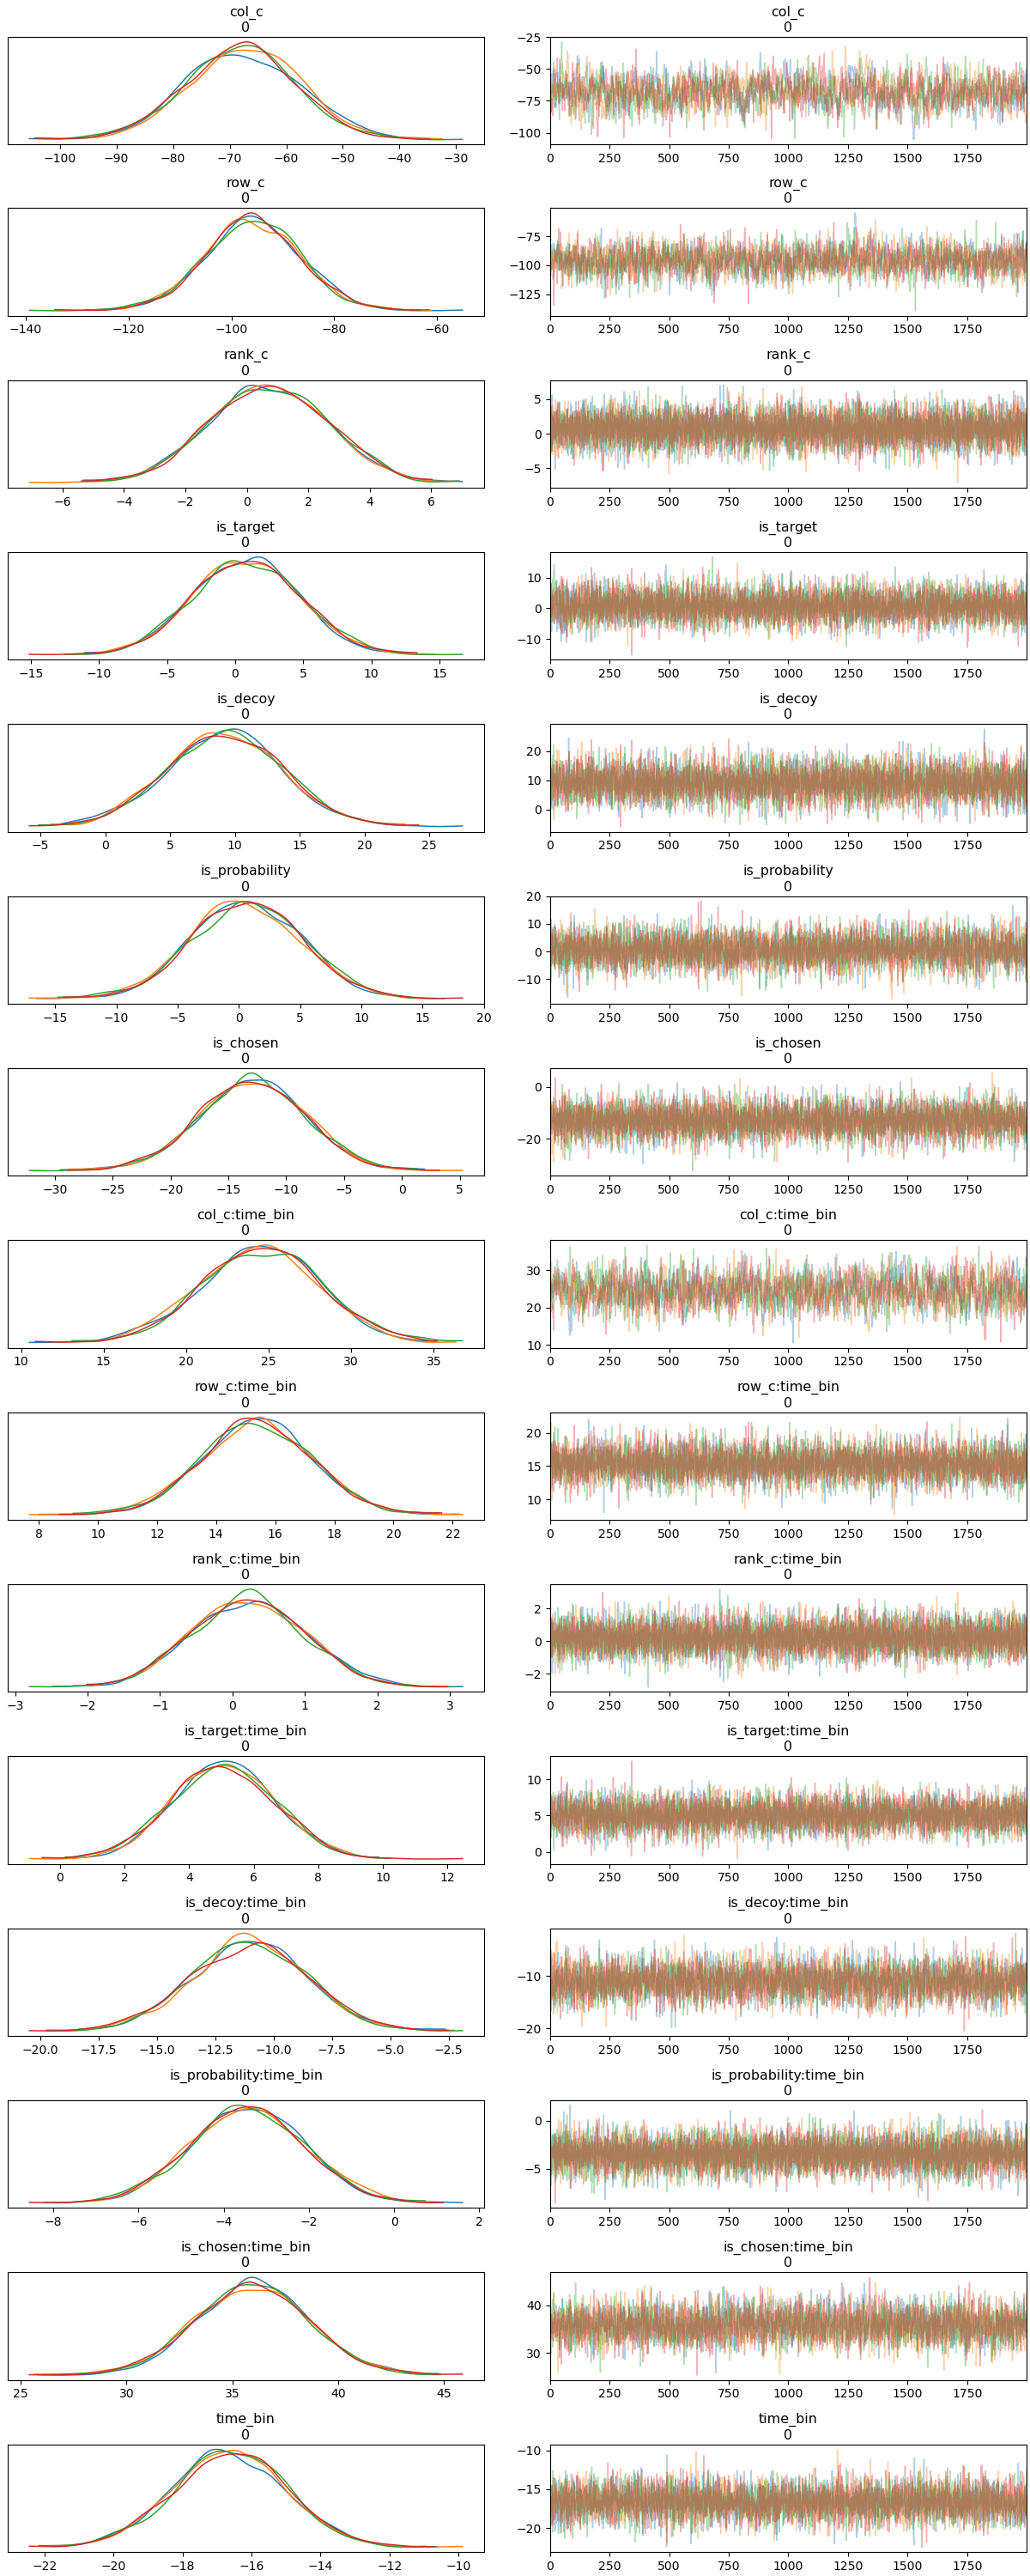 col_c
0
col_c
0
−25
−50
−75
−100
−100 −90 −80 −70 −60 −50 −40 −30
0 250 500 750 1000 1250 1500 1750
row_c
0
row_c
0
−75
−100
−125
−140 −120 −100 −80 −60
0 250 500 750 1000 1250 1500 1750
rank_c
0
rank_c
0
5
0
−5
−6 −4 −2 0 2 4 6
0 250 500 750 1000 1250 1500 1750
is_target
0
is_target
0
10
0
−10
−15 −10 −5 0 5 10 15
0 250 500 750 1000 1250 1500 1750
is_decoy
0
is_decoy
0
20
10
0
−5 0 5 10 15 20 25
0 250 500 750 1000 1250 1500 1750
is_probability
0
is_probability
0
20
10
0
−10
−15 −10 −5 0 5 10 15 20
0 250 500 750 1000 1250 1500 1750
is_chosen
0
is_chosen
0
0
−20
−30 −25 −20 −15 −10 −5 0 5
0 250 500 750 1000 1250 1500 1750
col_c:time_bin
0
col_c:time_bin
0
30
20
10
10 15 20 25 30 35
0 250 500 750 1000 1250 1500 1750
row_c:time_bin
0
row_c:time_bin
0
20
15
10
8 10 12 14 16 18 20 22
0 250 500 750 1000 1250 1500 1750
rank_c:time_bin
0
rank_c:time_bin
0
2
0
−2
−3 −2 −1 0 1 2 3
0 250 500 750 1000 1250 1500 1750
is_target:time_bin
0
is_target:time_bin
0
10
5
0
0 2 4 6 8 10 12
0 250 500 750 1000 1250 1500 1750
is_decoy:time_bin
0
is_decoy:time_bin
0
−10
−20
−20.0 −17.5 −15.0 −12.5 −10.0 −7.5 −5.0 −2.5
0 250 500 750 1000 1250 1500 1750
is_probability:time_bin
0
is_probability:time_bin
0
0
−5
−8 −6 −4 −2 0 2
0 250 500 750 1000 1250 1500 1750
is_chosen:time_bin
0
is_chosen:time_bin
0
40
30
25 30 35 40 45
0 250 500 750 1000 1250 1500 1750
time_bin
0
time_bin
0
−10
−15
−20
−22 −20 −18 −16 −14 −12 −10
0 250 500 750 1000 1250 1500 1750